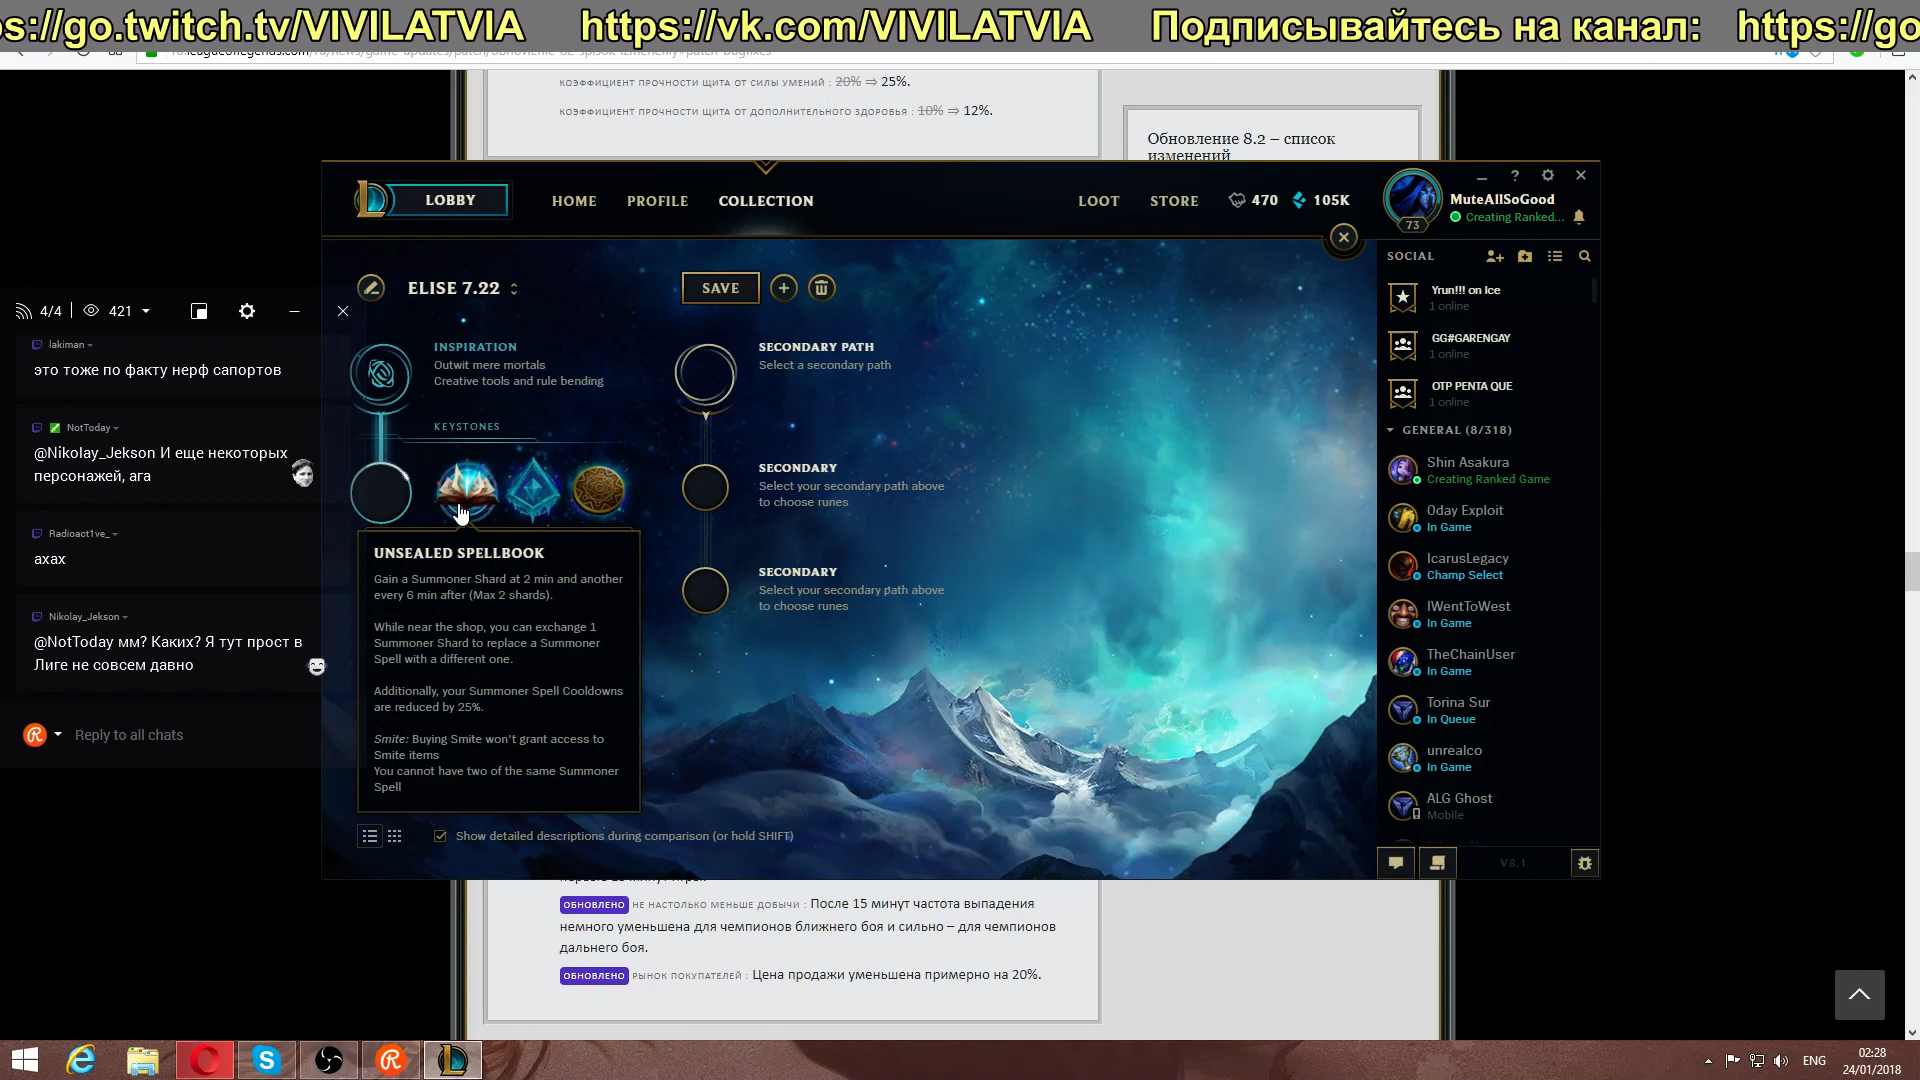 s://go.twitch.tv/VIVILATVIA https://vk.com/VIVILATVIA Подписывайтесь на канал: https://go
КОЭФФИЦИЕНТ ПРОЧНОСТИ ЩИТА ОТ СИЛЫ УМЕНИЙ : 20% ⇒ 25%.
КОЭФФИЦИЕНТ ПРОЧНОСТИ ЩИТА ОТ ДОПОЛНИТЕЛЬНОГО ЗДОРОВЬЯ : 10% ⇒ 12%.
Обновление 8.2 – список
изменений
LOBBY
HOME PROFILE COLLECTION LOOT STORE 470 105K
MuteAllSoGood
Creating Ranked...
73
ELISE 7.22
SAVE
INSPIRATION
Outwit mere mortals
Creative tools and rule bending
KEYSTONES
UNSEALED SPELLBOOK
Gain a Summoner Shard at 2 min and another
every 6 min after (Max 2 shards).
While near the shop, you can exchange 1
Summoner Shard to replace a Summoner
Spell with a different one.
Additionally, your Summoner Spell Cooldowns
are reduced by 25%.
Smite: Buying Smite won't grant access to
Smite items
You cannot have two of the same Summoner
Spell
Show detailed descriptions during comparison (or hold SHIFT)
SECONDARY PATH
Select a secondary path
SECONDARY
Select your secondary path above
to choose runes
SECONDARY
Select your secondary path above
to choose runes
SOCIAL
Yrun!!! on Ice
1 online
GG#GARENGAY
1 online
OTP PENTA QUE
1 online
GENERAL (8/318)
Shin Asakura
Creating Ranked Game
0day Exploit
In Game
IcarusLegacy
Champ Select
IWentToWest
In Game
TheChainUser
In Game
Torina Sur
In Queue
unrealco
In Game
ALG Ghost
Mobile
V8.1
4/4 421
lakiman
это тоже по факту нерф сапортов
NotToday
@Nikolay_Jekson И еще некоторых
персонажей, ага
Radioact1ve_
ахах
Nikolay_Jekson
@NotToday мм? Каких? Я тут прост в
Лиге не совсем давно
Reply to all chats
ОБНОВЛЕНО НЕ НАСТОЛЬКО МЕНЬШЕ ДОБЫЧИ : После 15 минут частота выпадения
немного уменьшена для чемпионов ближнего боя и сильно – для чемпионов
дальнего боя.
ОБНОВЛЕНО РЫНОК ПОКУПАТЕЛЕЙ : Цена продажи уменьшена примерно на 20%.
ENG
02:28
24/01/2018